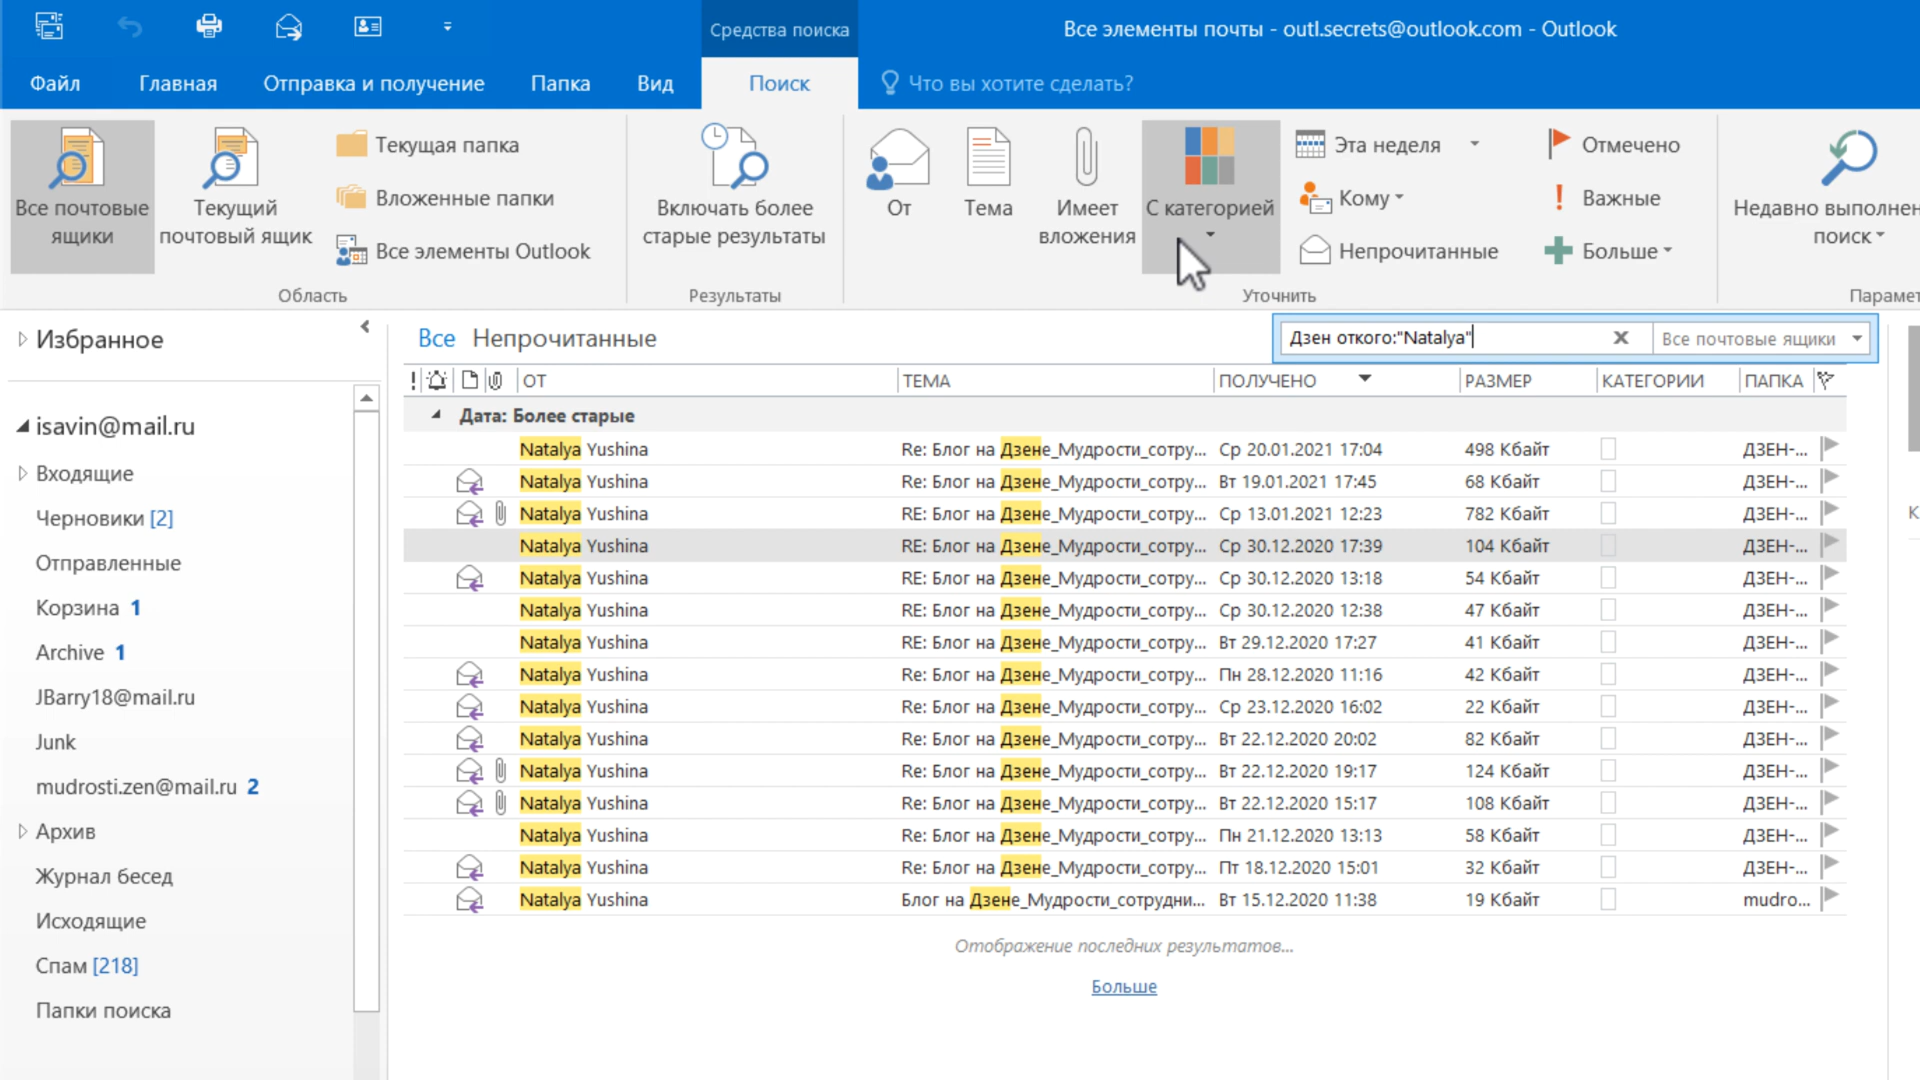 Средства поиска
Все элементы почты - outl.secrets@outlook.com - Outlook
Файл Главная Отправка и получение Папка Вид Поиск Что вы хотите сделать?
Все почтовые ящики
Текущий почтовый ящик
Текущая папка
Вложенные папки
Все элементы Outlook
Область
Включать более старые результаты
Результаты
От
Тема
Имеет вложения
С категорией
Эта неделя
Кому
Непрочитанные
Отмечено
Важные
Больше
Уточнить
Недавно выполнен
поиск
Парамет
Избранное
isavin@mail.ru
Входящие
Черновики [2]
Отправленные
Корзина 1
Archive 1
JBarry18@mail.ru
Junk
mudrosti.zen@mail.ru 2
Архив
Журнал бесед
Исходящие
Спам [218]
Папки поиска
Все Непрочитанные
Дзен откого:"Natalya"
Все почтовые ящики
ОТ ТЕМА ПОЛУЧЕНО РАЗМЕР КАТЕГОРИИ ПАПКА
Дата: Более старые
Natalya Yushina Re: Блог на Дзене_Мудрости_сотру... Ср 20.01.2021 17:04 498 Кбайт ДЗЕН-...
Natalya Yushina Re: Блог на Дзене_Мудрости_сотру... Вт 19.01.2021 17:45 68 Кбайт ДЗЕН-...
Natalya Yushina RE: Блог на Дзене_Мудрости_сотру... Ср 13.01.2021 12:23 782 Кбайт ДЗЕН-...
Natalya Yushina RE: Блог на Дзене_Мудрости_сотру... Ср 30.12.2020 17:39 104 Кбайт ДЗЕН-...
Natalya Yushina RE: Блог на Дзене_Мудрости_сотру... Ср 30.12.2020 13:18 54 Кбайт ДЗЕН-...
Natalya Yushina RE: Блог на Дзене_Мудрости_сотру... Ср 30.12.2020 12:38 47 Кбайт ДЗЕН-...
Natalya Yushina RE: Блог на Дзене_Мудрости_сотру... Вт 29.12.2020 17:27 41 Кбайт ДЗЕН-...
Natalya Yushina Re: Блог на Дзене_Мудрости_сотру... Пн 28.12.2020 11:16 42 Кбайт ДЗЕН-...
Natalya Yushina Re: Блог на Дзене_Мудрости_сотру... Ср 23.12.2020 16:02 22 Кбайт ДЗЕН-...
Natalya Yushina Re: Блог на Дзене_Мудрости_сотру... Вт 22.12.2020 20:02 82 Кбайт ДЗЕН-...
Natalya Yushina Re: Блог на Дзене_Мудрости_сотру... Вт 22.12.2020 19:17 124 Кбайт ДЗЕН-...
Natalya Yushina Re: Блог на Дзене_Мудрости_сотру... Вт 22.12.2020 15:17 108 Кбайт ДЗЕН-...
Natalya Yushina Re: Блог на Дзене_Мудрости_сотру... Пн 21.12.2020 13:13 58 Кбайт ДЗЕН-...
Natalya Yushina Re: Блог на Дзене_Мудрости_сотру... Пт 18.12.2020 15:01 32 Кбайт ДЗЕН-...
Natalya Yushina Блог на Дзене_Мудрости_сотрудни... Вт 15.12.2020 11:38 19 Кбайт mudro...
Отображение последних результатов...
Больше